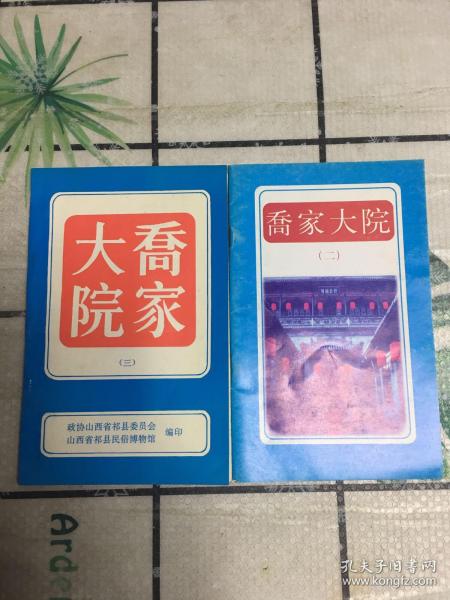 喬家
大院
(三)
政协山西省祁县委员会
山西省祁县民俗博物馆
编印
喬家大院
(二)
Arden
Arden
孔夫子旧书网
www.kongfz.com